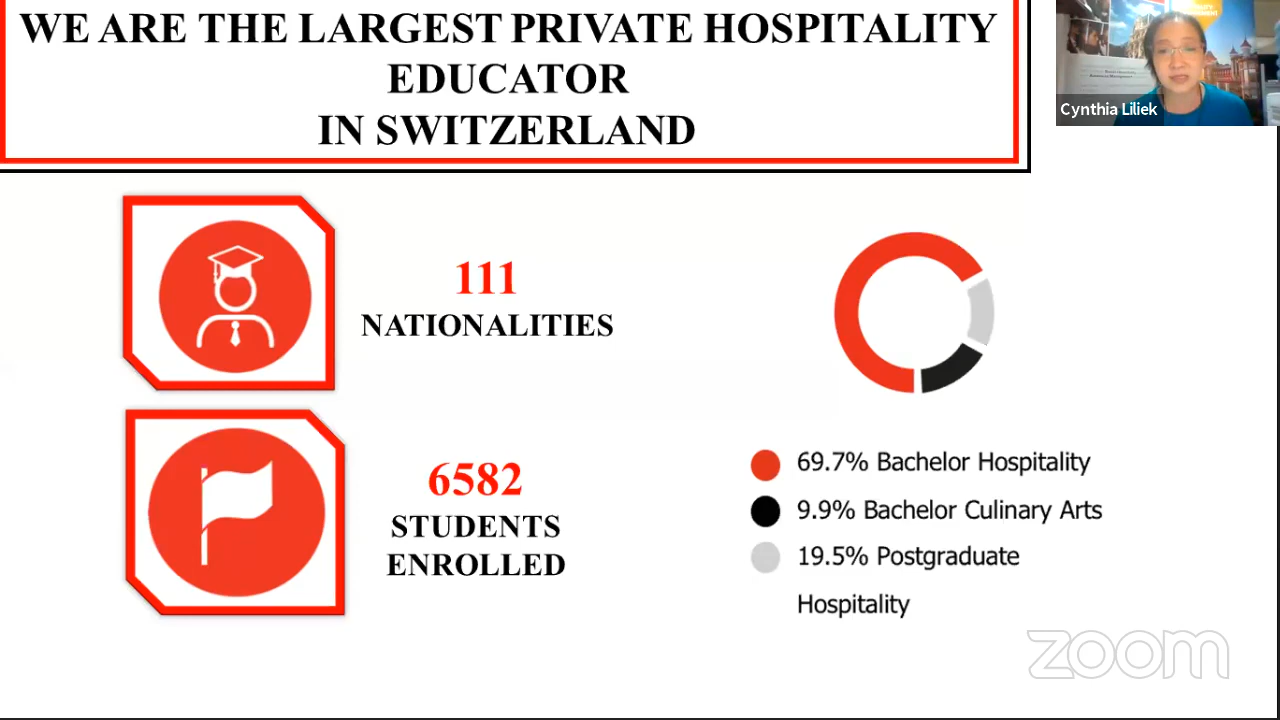 WE ARE THE LARGEST PRIVATE HOSPITALITY
EDUCATOR
IN SWITZERLAND
Cynthia Liliek
111
NATIONALITIES
6582
STUDENTS
ENROLLED
69.7% Bachelor Hospitality
9.9% Bachelor Culinary Arts
19.5% Postgraduate
Hospitality
zoom